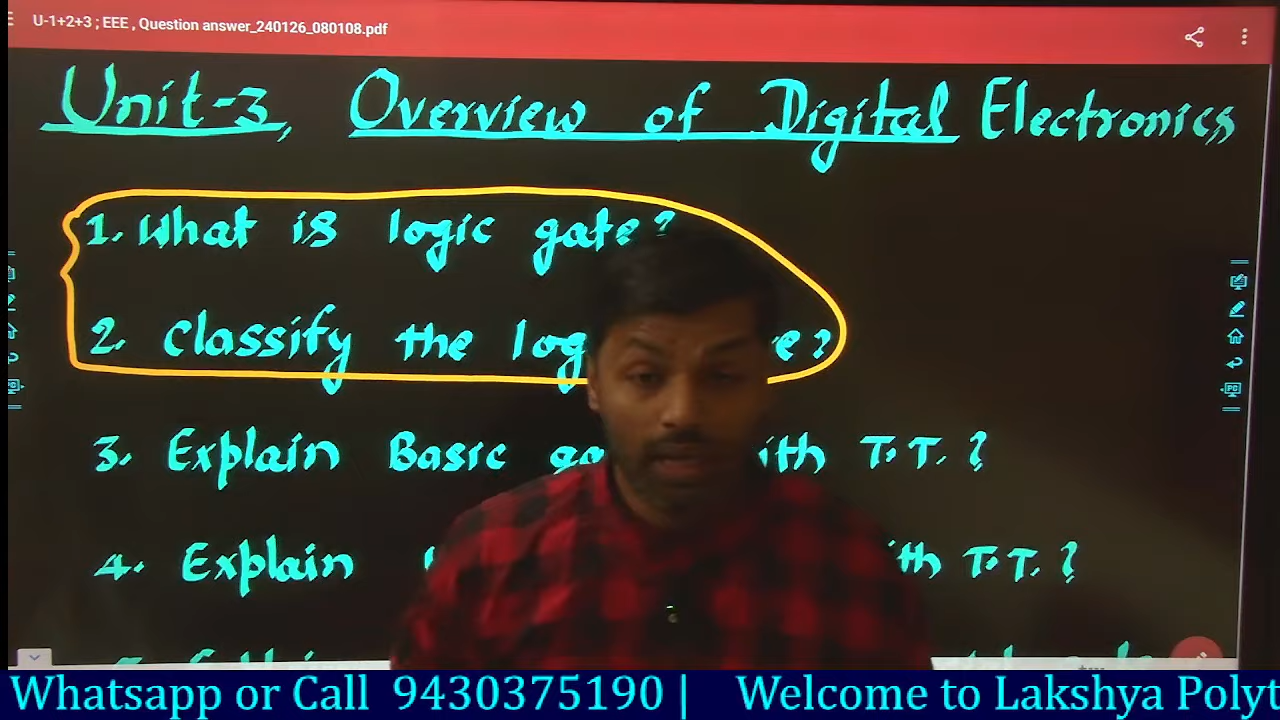 U-1+2+3 ; EEE , Question answer_240126_080108.pdf
Unit-3, Overview of Digital Electronics
1. What is logic gate?
2. Classify the log e?
3. Explain Basic ga ith T.T. ?
4. Explain ith T.T. ?
Whatsapp or Call 9430375190 | Welcome to Lakshya Polyt